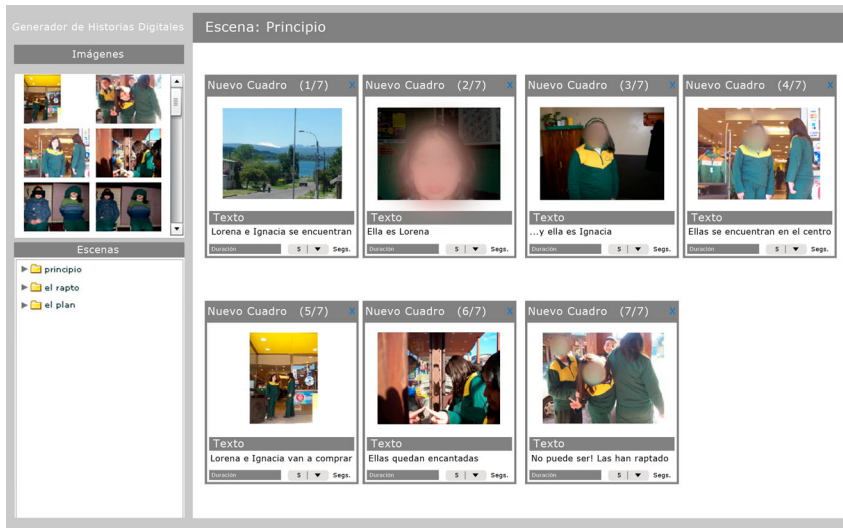 Generador de Historias Digitales
Imágenes
Escenas
principio
el rapto
el plan
Escena: Principio
Nuevo Cuadro (1/7) X
Texto
Lorena e Ignacia se encuentran
Duración 5 Segs.
Nuevo Cuadro (2/7) X
Texto
Ella es Lorena
Duración 5 Segs.
Nuevo Cuadro (3/7) X
Texto
...y ella es Ignacia
Duración 5 Segs.
Nuevo Cuadro (4/7) X
Texto
Ellas se encuentran en el centro
Duración 5 Segs.
Nuevo Cuadro (5/7) X
Texto
Lorena e Ignacia van a comprar
Duración 5 Segs.
Nuevo Cuadro (6/7) X
Texto
Ellas quedan encantadas
Duración 5 Segs.
Nuevo Cuadro (7/7) X
Texto
No puede ser! Las han raptado
Duración 5 Segs.